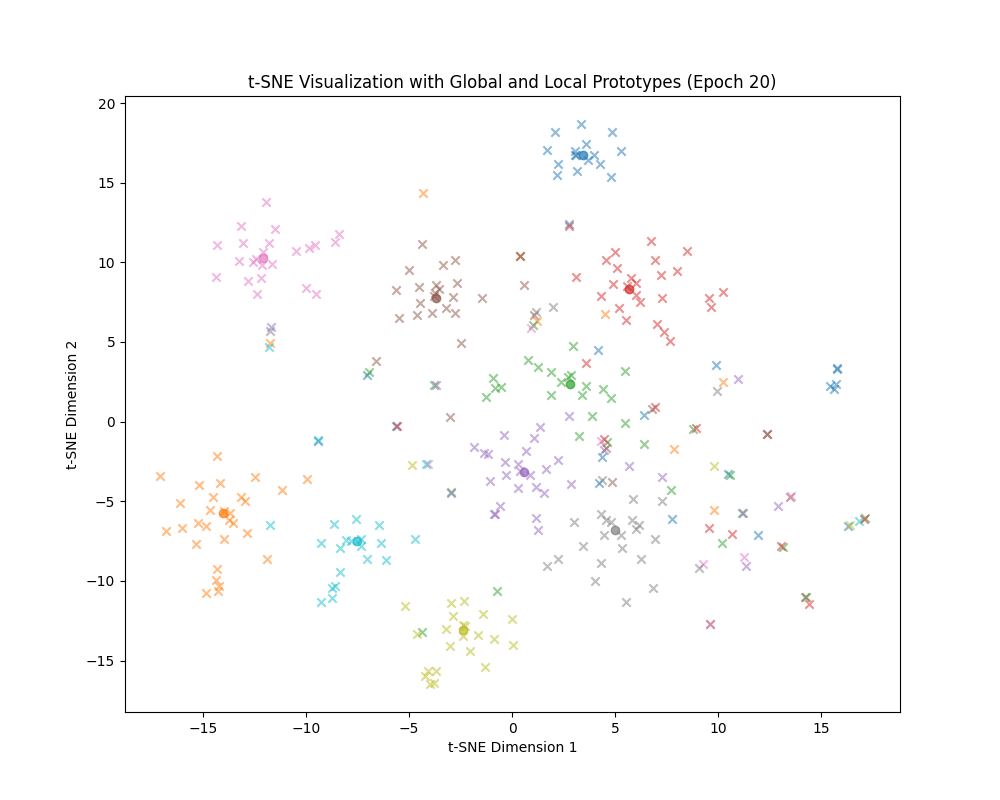 t-SNE Visualization with Global and Local Prototypes (Epoch 20)
20
15
10
5
0
−5
−10
−15
t-SNE Dimension 2
−15 −10 −5 0 5 10 15
t-SNE Dimension 1